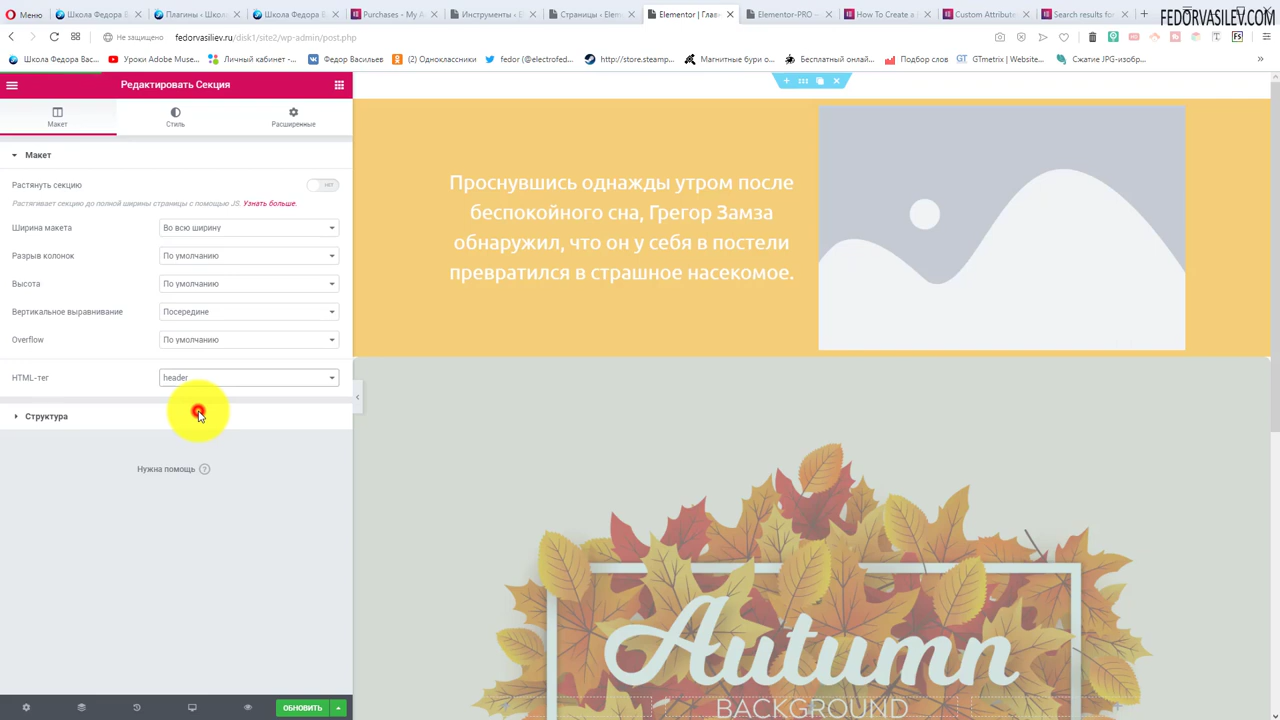 Меню
Школа Федора Вас
Плагины ‹ Школа
Школа Федора Ва
Purchases - My A
Инструменты ‹ E
Страницы ‹ Elem
Elementor | Глав
Elementor-PRO –
How To Create a
Custom Attribute
Search results fo
FEDORVASILEV.COM
Не защищено
fedorvasiliev.ru/disk1/site2/wp-admin/post.php
Школа Федора Вас...
Уроки Adobe Muse...
Личный кабинет -...
Федор Васильев
(2) Одноклассники
fedor (@electrofed...
http://store.steamp...
Магнитные бури о...
Бесплатный онлай...
Подбор слов
GTmetrix | Website...
Сжатие JPG-изобр...
Редактировать Секция
Макет
Стиль
Расширенные
Макет
Растянуть секцию
НЕТ
Растягивает секцию до полной ширины страницы с помощью JS. Узнать больше.
Ширина макета
Во всю ширину
Разрыв колонок
По умолчанию
Высота
По умолчанию
Вертикальное выравнивание
Посередине
Overflow
По умолчанию
HTML-тег
header
Структура
Нужна помощь
ОБНОВИТЬ
Проснувшись однажды утром после
беспокойного сна, Грегор Замза
обнаружил, что он у себя в постели
превратился в страшное насекомое.
Autumn
BACKGROUND